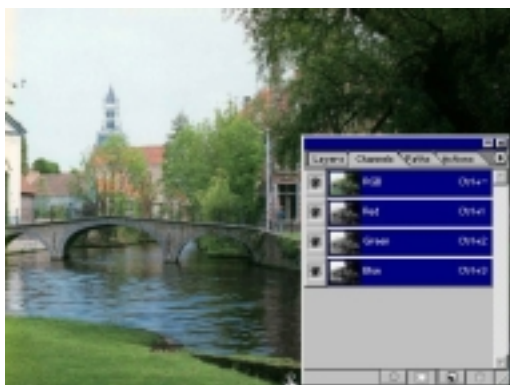 Layers Channels Paths Actions
RGB Ctrl+~
Red Ctrl+1
Green Ctrl+2
Blue Ctrl+3